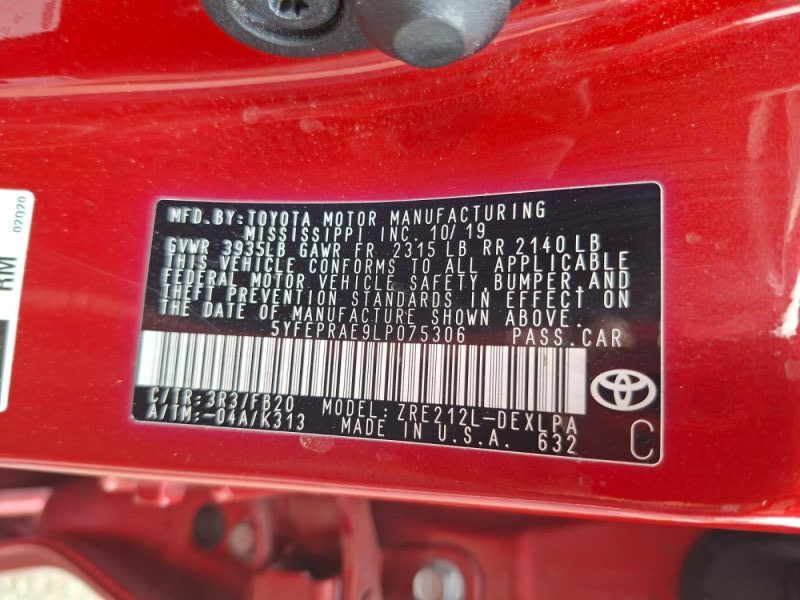 02020
RM
MFD. BY: TOYOTA MOTOR MANUFACTURING
MISSISSIPPI INC. 10/19
GVWR 3935LB GAWR FR 2315 LB RR 2140 LB
THIS VEHICLE CONFORMS TO ALL APPLICABLE
FEDERAL MOTOR VEHICLE SAFETY, BUMPER, AND
THEFT PREVENTION STANDARDS IN EFFECT ON
THE DATE OF MANUFACTURE SHOWN ABOVE.
5YFEPRAE9LP075306 PASS. CAR
C/TR: 3R3/FB20 MODEL: ZRE212L-DEXLPA
A/TM: -04A/K313 MADE IN U.S.A. 632 C